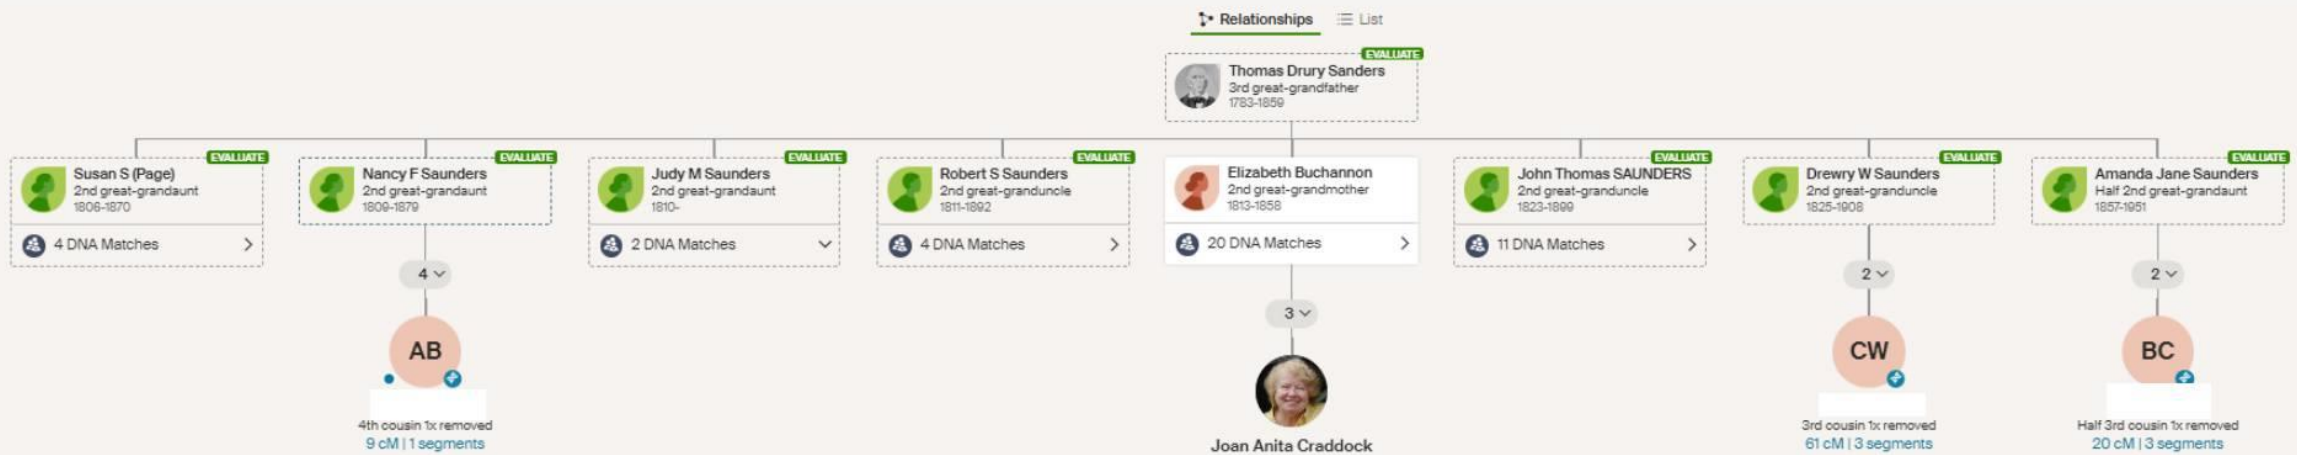 Relationships List
EVALUATE
Thomas Drury Sanders
3rd great-grandfather
1783-1859
EVALUATE
Susan S (Page)
2nd great-grandaunt
1806-1870
4 DNA Matches
EVALUATE
Nancy F Saunders
2nd great-grandaunt
1809-1879
4
AB
4th cousin 1x removed
9 cM | 1 segments
EVALUATE
Judy M Saunders
2nd great-grandaunt
1810-
2 DNA Matches
EVALUATE
Robert S Saunders
2nd great-granduncle
1811-1892
4 DNA Matches
Elizabeth Buchannon
2nd great-grandmother
1813-1858
20 DNA Matches
3
Joan Anita Craddock
EVALUATE
John Thomas SAUNDERS
2nd great-granduncle
1823-1899
11 DNA Matches
EVALUATE
Drewry W Saunders
2nd great-granduncle
1825-1908
2
CW
3rd cousin 1x removed
61 cM | 3 segments
EVALUATE
Amanda Jane Saunders
Half 2nd great-grandaunt
1857-1951
2
BC
Half 3rd cousin 1x removed
20 cM | 3 segments